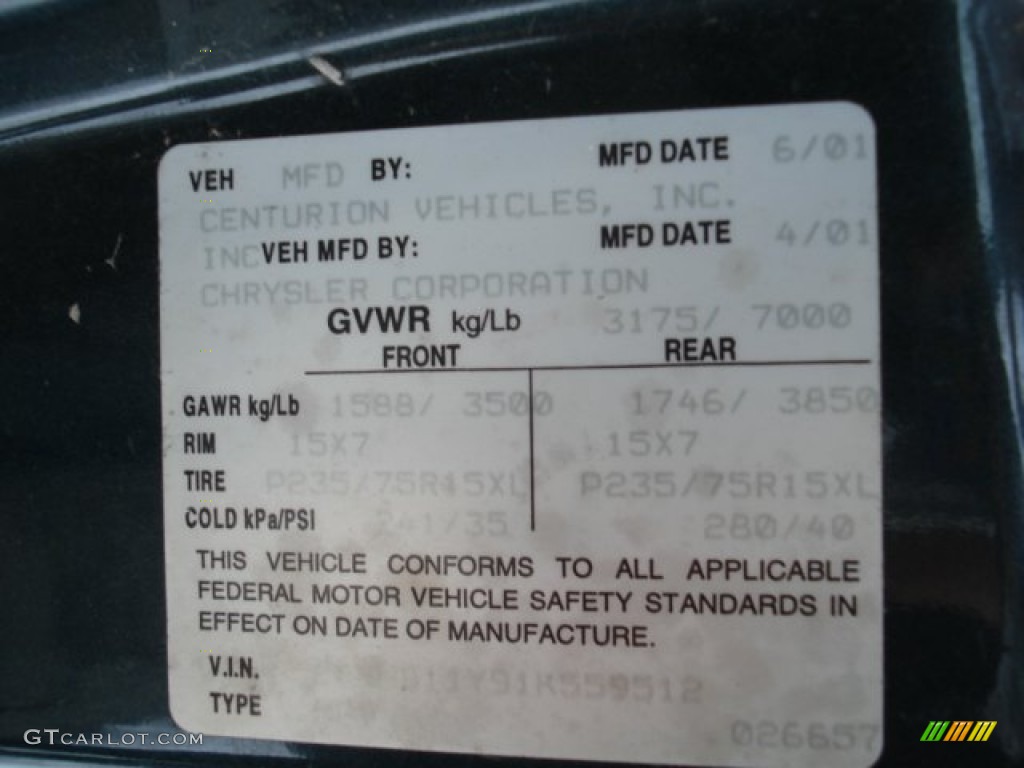 VEH MFD BY: MFD DATE 6/01
CENTURION VEHICLES, INC.
INC VEH MFD BY: MFD DATE 4/01
CHRYSLER CORPORATION
GVWR kg/Lb 3175/ 7000
FRONT REAR
GAWR kg/Lb 1588/ 3500 1746/ 3850
RIM 15X7 15X7
TIRE P235/75R15XL P235/75R15XL
COLD kPa/PSI 241/35 280/40
THIS VEHICLE CONFORMS TO ALL APPLICABLE
FEDERAL MOTOR VEHICLE SAFETY STANDARDS IN
EFFECT ON DATE OF MANUFACTURE.
V.I.N.
TYPE
026657
GTCARLOT.COM